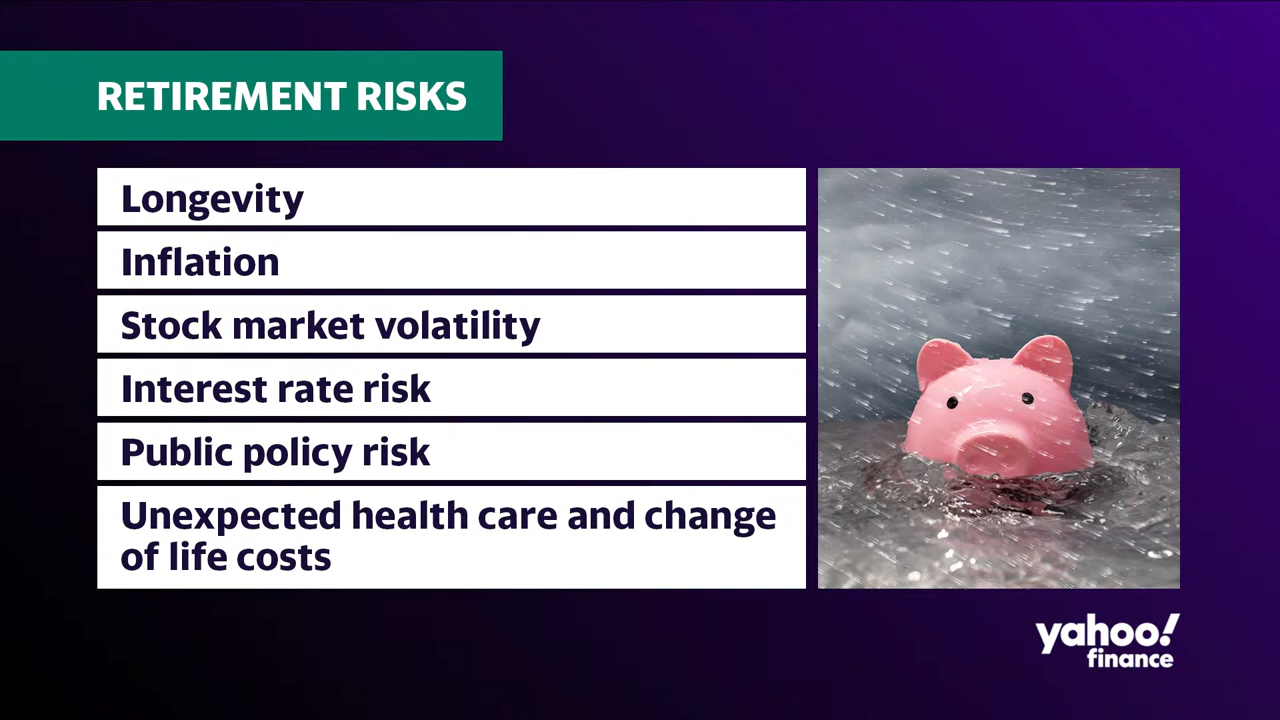 RETIREMENT RISKS
Longevity
Inflation
Stock market volatility
Interest rate risk
Public policy risk
Unexpected health care and change
of life costs
yahoo!
finance